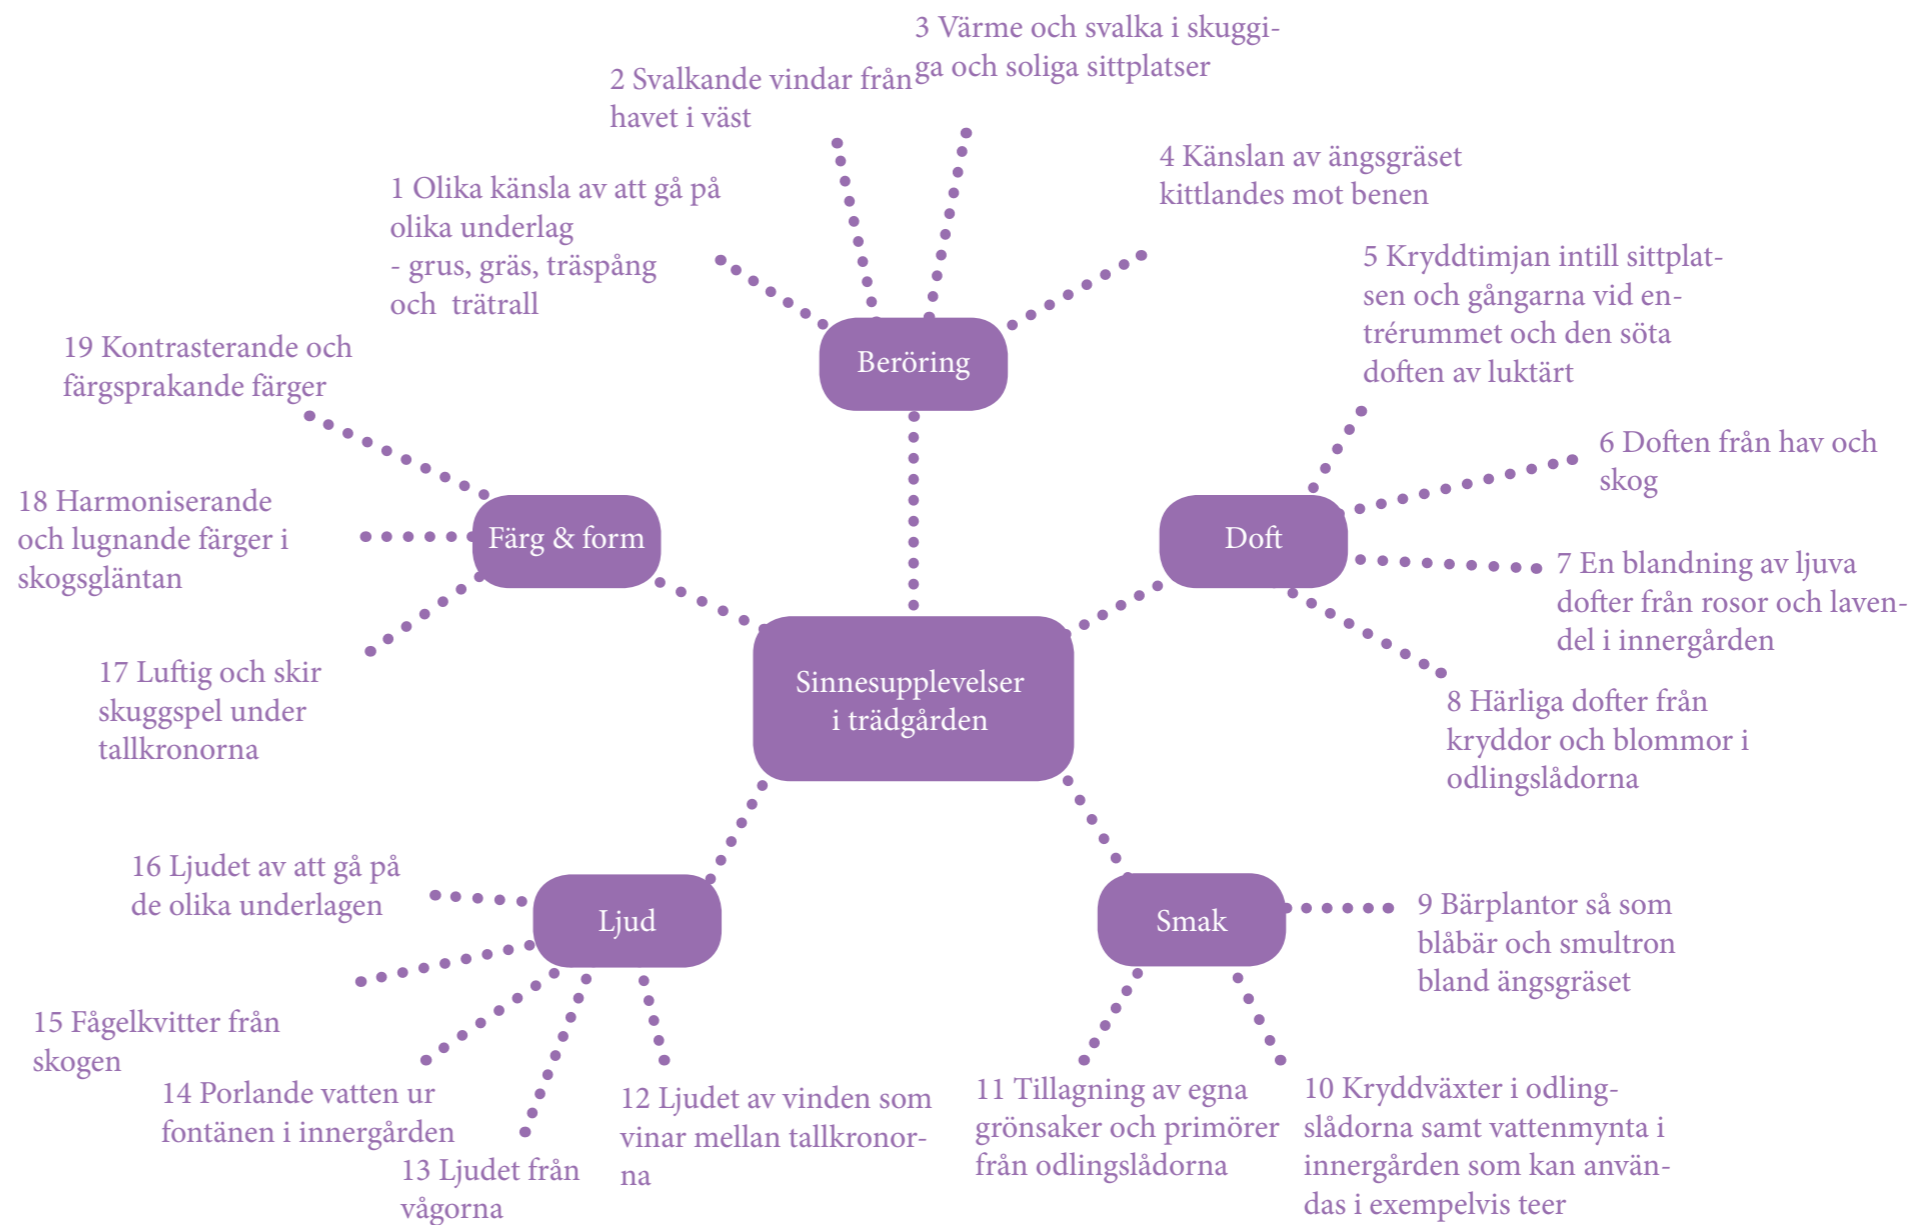 3 Värme och svalka i skuggi-
ga och soliga sittplatser
2 Svalkande vindar från
havet i väst
4 Känslan av ängsgräset
kittlandes mot benen
1 Olika känsla av att gå på
olika underlag
- grus, gräs, träspång
och trätrall
5 Kryddtimjan intill sittplat-
sen och gångarna vid en-
trérummet och den söta
doften av luktärt
Beröring
19 Kontrasterande och
färgsprakande färger
6 Doften från hav och
skog
18 Harmoniserande
och lugnande färger i
skogsgläntan
Färg & form
Doft
7 En blandning av ljuva
dofter från rosor och laven-
del i innergården
17 Luftig och skir
skuggspel under
tallkronorna
Sinnesupplevelser
i trädgården
8 Härliga dofter från
kryddor och blommor i
odlingslådorna
16 Ljudet av att gå på
de olika underlagen
Ljud
Smak
9 Bärplantor så som
blåbär och smultron
bland ängsgräset
15 Fågelkvitter från
skogen
14 Porlande vatten ur
fontänen i innergården
13 Ljudet från
vågorna
12 Ljudet av vinden som
vinar mellan tallkronor-
na
11 Tillagning av egna
grönsaker och primörer
från odlingslådorna
10 Kryddväxter i odling-
slådorna samt vattenmynta i
innergården som kan använ-
das i exempelvis teer